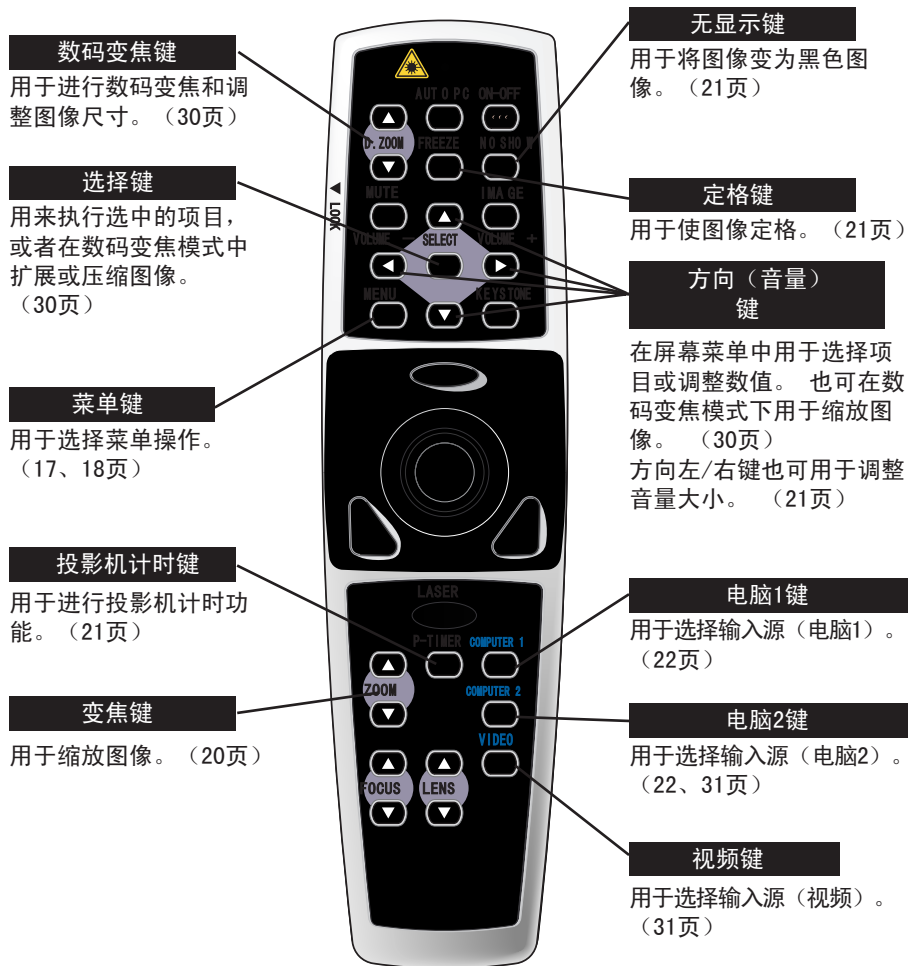 数码变焦键
用于进行数码变焦和调
整图像尺寸。（30页）
选择键
用来执行选中的项目，
或者在数码变焦模式中
扩展或压缩图像。
（30页）
菜单键
用于选择菜单操作。
（17、18页）
投影机计时键
用于进行投影机计时功
能。（21页）
变焦键
用于缩放图像。（20页）
AUTO PC ON-OFF
D.ZOOM FREEZE NO SHOW
▼ LOCK
MUTE IMAGE
VOLUME － SELECT VOLUME ＋
MENU KEYSTONE
LASER
P-TIMER COMPUTER 1
ZOOM COMPUTER 2
VIDEO
FOCUS LENS
无显示键
用于将图像变为黑色图
像。（21页）
定格键
用于使图像定格。（21页）
方向（音量）
键
在屏幕菜单中用于选择项
目或调整数值。 也可在数
码变焦模式下用于缩放图
像。 （30页）
方向左/右键也可用于调整
音量大小。 （21页）
电脑1键
用于选择输入源（电脑1）。
（22页）
电脑2键
用于选择输入源（电脑2）。
（22、31页）
视频键
用于选择输入源（视频）。
（31页）